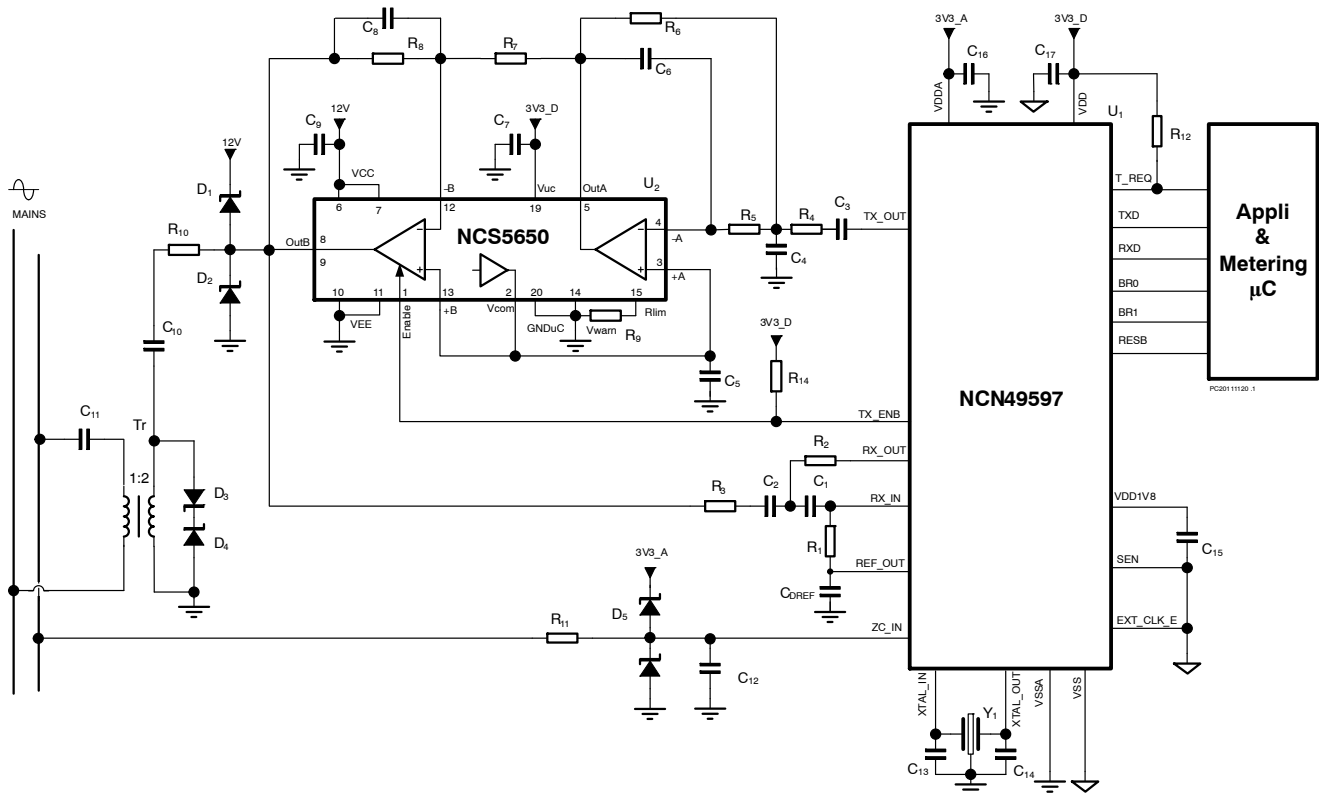 3V3_A
3V3_D
C8
R8
R7
R6
C6
C16
C17
VDDA
VDD
U1
R12
12V
3V3_D
C9
C7
12V
VCC
-B
Vuc
OutA
U2
T_REQ
D1
6
7
12
19
5
C3
TX_OUT
TXD
MAINS
R10
OutB
8
9
NCS5650
4
-A
3
+A
R5
R4
C4
RXD
BR0
BR1
RESB
Appli
&
Metering
µC
D2
10
11
1
13
2
20
14
15
VEE
Enable
+B
Vcom
GNDuC
Vwarn
R9
Rlim
3V3_D
C10
C5
R14
PC20111120 .1
NCN49597
C11
Tr
TX_ENB
R2
RX_OUT
1:2
D3
D4
R3
C2
C1
RX_IN
VDD1V8
R1
REF_OUT
C15
SEN
3V3_A
CDREF
D5
R11
ZC_IN
EXT_CLK_E
C12
XTAL_IN
XTAL_OUT
VSSA
VSS
Y1
C13
C14